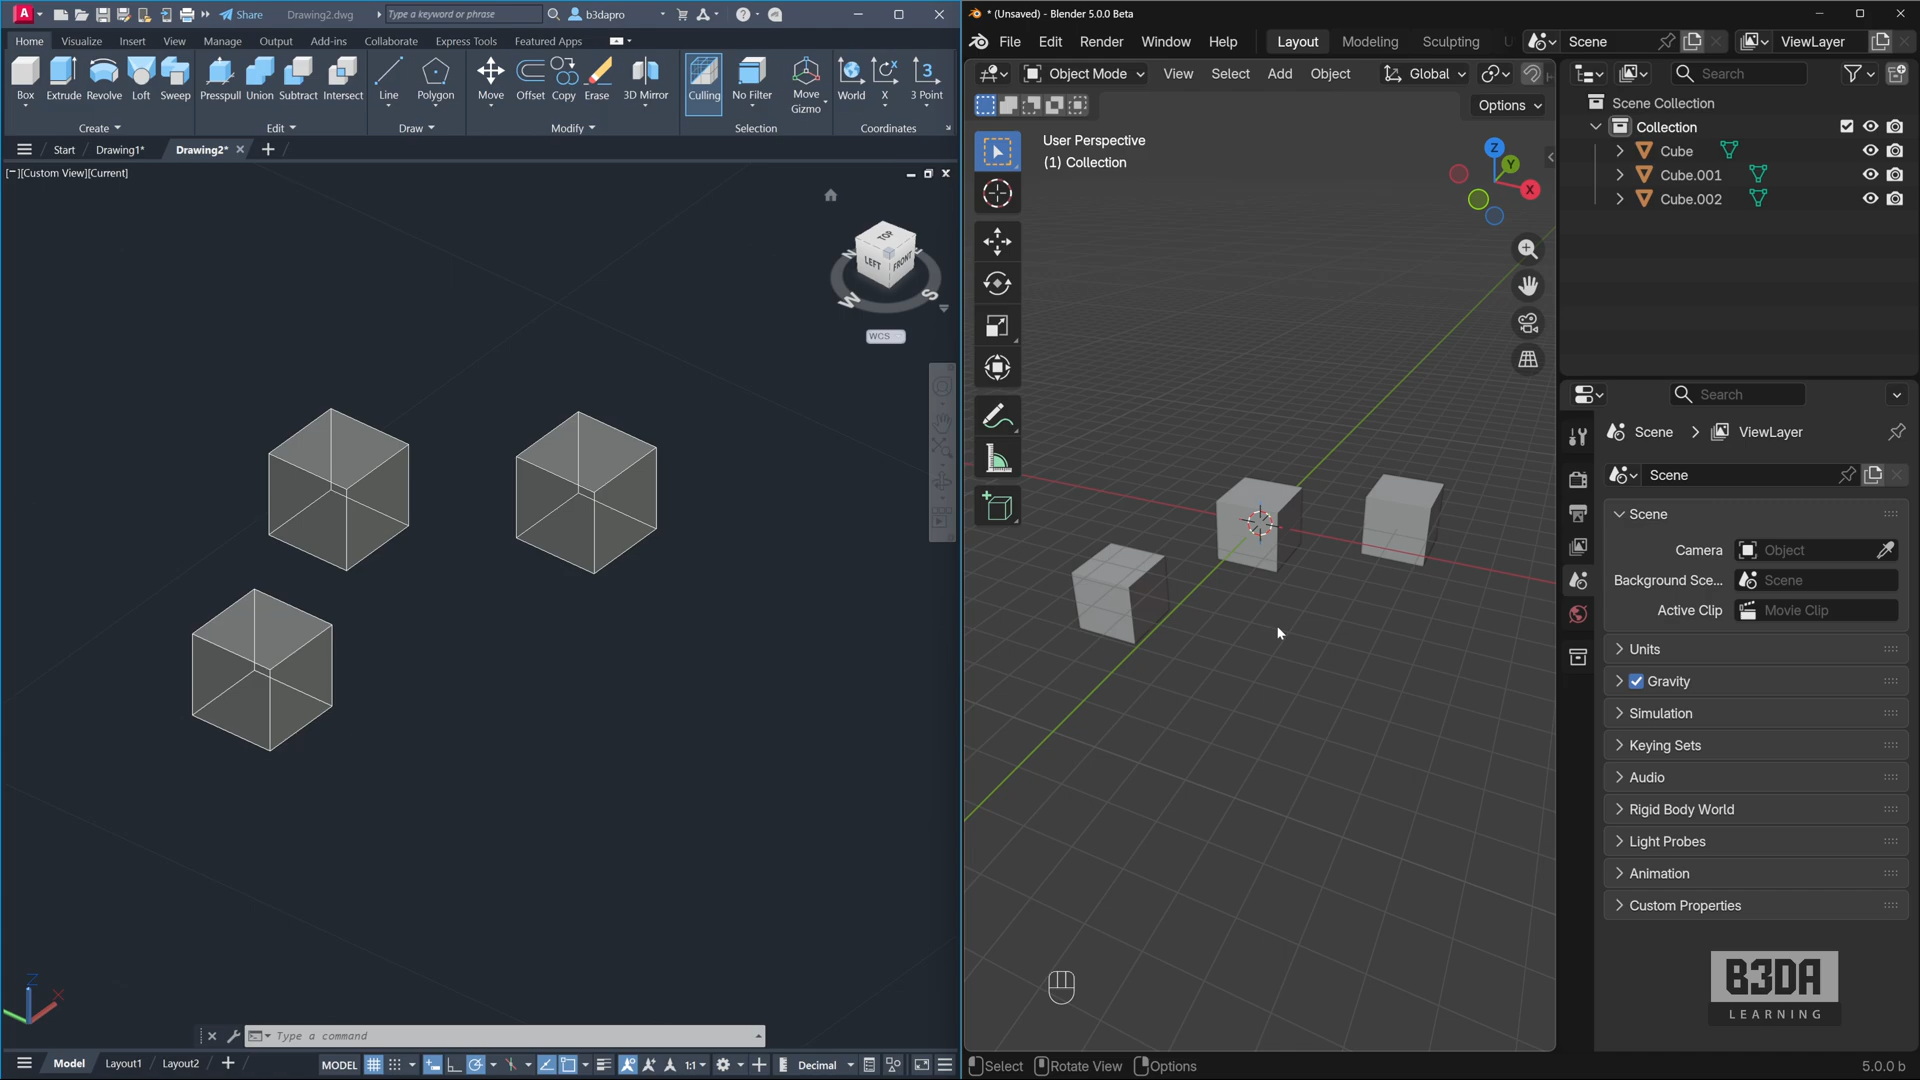 Share
Drawing2.dwg
Type a keyword or phrase
b3dapro
Home Visualize Insert View Manage Output Add-ins Collaborate Express Tools Featured Apps
Box Extrude Revolve Loft Sweep
Presspull Union Subtract Intersect
Line Polygon
Move Offset Copy Erase 3D Mirror
Culling No Filter Move Gizmo
World X 3 Point
Create Edit Draw Modify Selection Coordinates
Start Drawing1* Drawing2*
[−][Custom View][Current]
TOP
LEFT FRONT
N
W S
WCS
Z X
Type a command
Model Layout1 Layout2
MODEL 1:1 Decimal
* (Unsaved) - Blender 5.0.0 Beta
File Edit Render Window Help Layout Modeling Sculpting
Scene
ViewLayer
Object Mode View Select Add Object Global
Options
User Perspective
(1) Collection
Z
Y
X
Search
Scene Collection
Collection
Cube
Cube.001
Cube.002
Search
Scene > ViewLayer
Scene
Scene
Camera Object
Background Sce... Scene
Active Clip Movie Clip
Units
Gravity
Simulation
Keying Sets
Audio
Rigid Body World
Light Probes
Animation
Custom Properties
B3DA
LEARNING
Select Rotate View Options
5.0.0 b